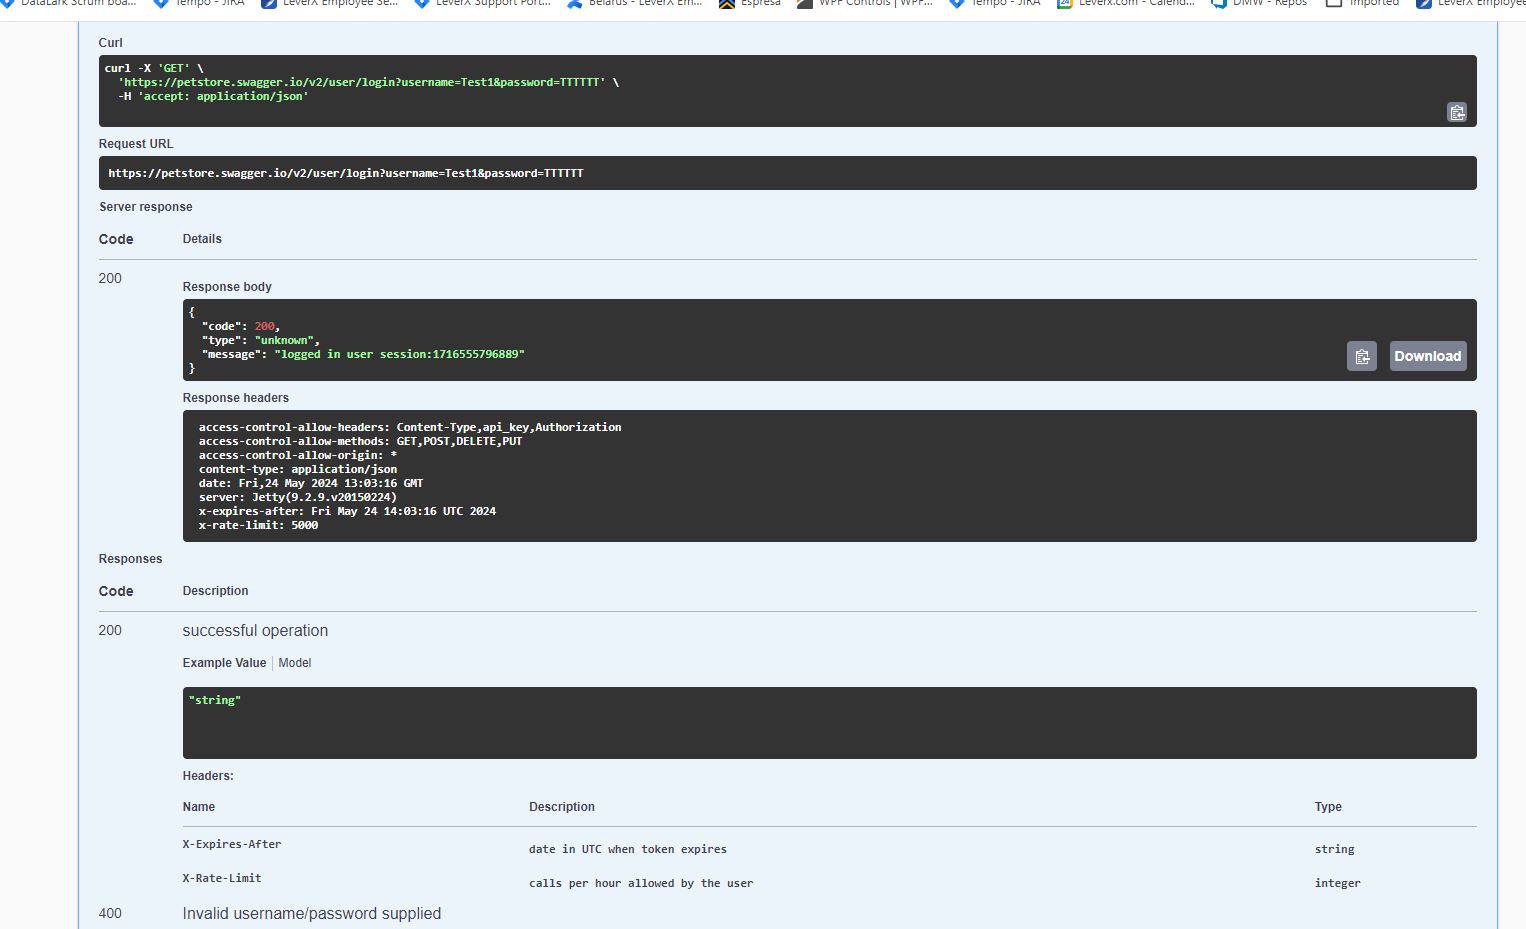 DataLark Scrum boa... Tempo - JIRA LeverX Employee Se... LeverX Support Port... Belarus - LeverX Em... Espresa WPF Controls | WPF... Tempo - JIRA Leverx.com - Calend... DMW - Repos Imported LeverX Employee
Curl
curl -X 'GET' \
'https://petstore.swagger.io/v2/user/login?username=Test1&password=TTTTTT' \
-H 'accept: application/json'
Request URL
https://petstore.swagger.io/v2/user/login?username=Test1&password=TTTTTT
Server response
Code Details
200
Response body
{
"code": 200,
"type": "unknown",
"message": "logged in user session:1716555796889"
}
Download
Response headers
access-control-allow-headers: Content-Type,api_key,Authorization
access-control-allow-methods: GET,POST,DELETE,PUT
access-control-allow-origin: *
content-type: application/json
date: Fri,24 May 2024 13:03:16 GMT
server: Jetty(9.2.9.v20150224)
x-expires-after: Fri May 24 14:03:16 UTC 2024
x-rate-limit: 5000
Responses
Code Description
200 successful operation
Example Value Model
"string"
Headers:
Name Description Type
X-Expires-After date in UTC when token expires string
X-Rate-Limit calls per hour allowed by the user integer
400 Invalid username/password supplied